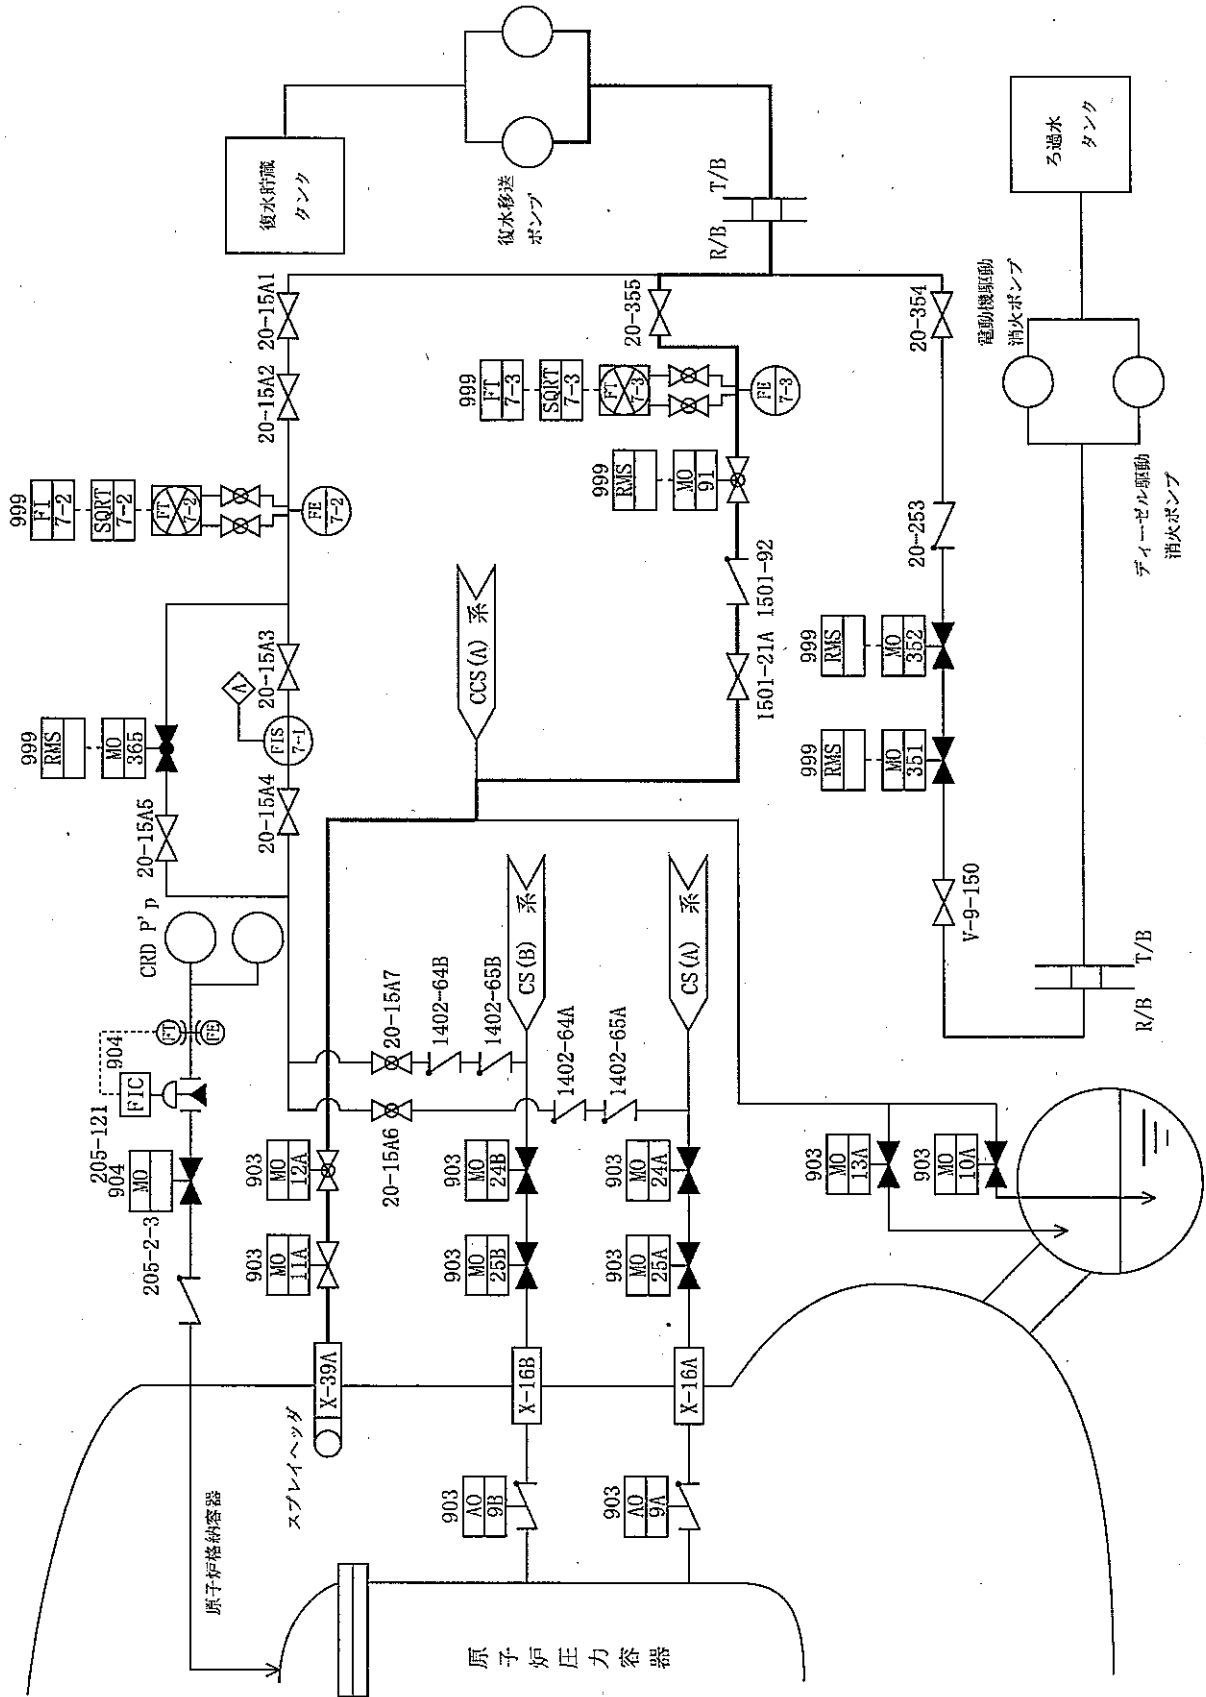 復水貯蔵
タンク
復水移送
ポンプ
T/B
R/B
ろ過水
タンク
電動機駆動
消火ポンプ
ディーゼル駆動
消火ポンプ
T/B
R/B
20-15A1
20-15A2
999
FI
7-2
SQRT
7-2
FT
7-2
FE
7-2
20-15A3
A
FIS
7-1
20-15A4
999
RMS
MO
365
20-15A5
CRD P'p
FT
FE
904
FIC
205-121
904
MO
205-2-3
20-355
999
FT
7-3
SQRT
7-3
FT
7-3
FE
7-3
999
RMS
MO
91
1501-92
1501-21A
CCS(A) 系
20-354
20-253
999
RMS
MO
352
999
RMS
MO
351
V-9-150
20-15A7
1402-64B
1402-65B
CS(B) 系
20-15A6
1402-64A
1402-65A
CS(A) 系
903
MO
12A
903
MO
11A
903
MO
24B
903
MO
25B
903
MO
24A
903
MO
25A
903
MO
13A
903
MO
10A
X-39A
スプレイヘッダ
X-16B
X-16A
903
AO
9B
903
AO
9A
原子炉格納容器
原子炉圧力容器